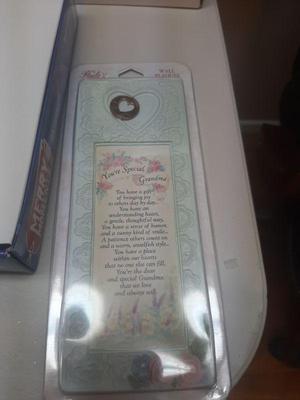 WALL
PLAQUE
You're Special
Grandma
You have a gift
of bringing joy
to others day by day...
You have an
understanding heart,
a gentle, thoughtful way.
You have a sense of humor,
and a sunny kind of smile...
A patience others count on
and a warm, unselfish style...
You have a place
within our hearts
that no one else can fill.
You're the dear
and special Grandma
that we love
and always will.
MERRY